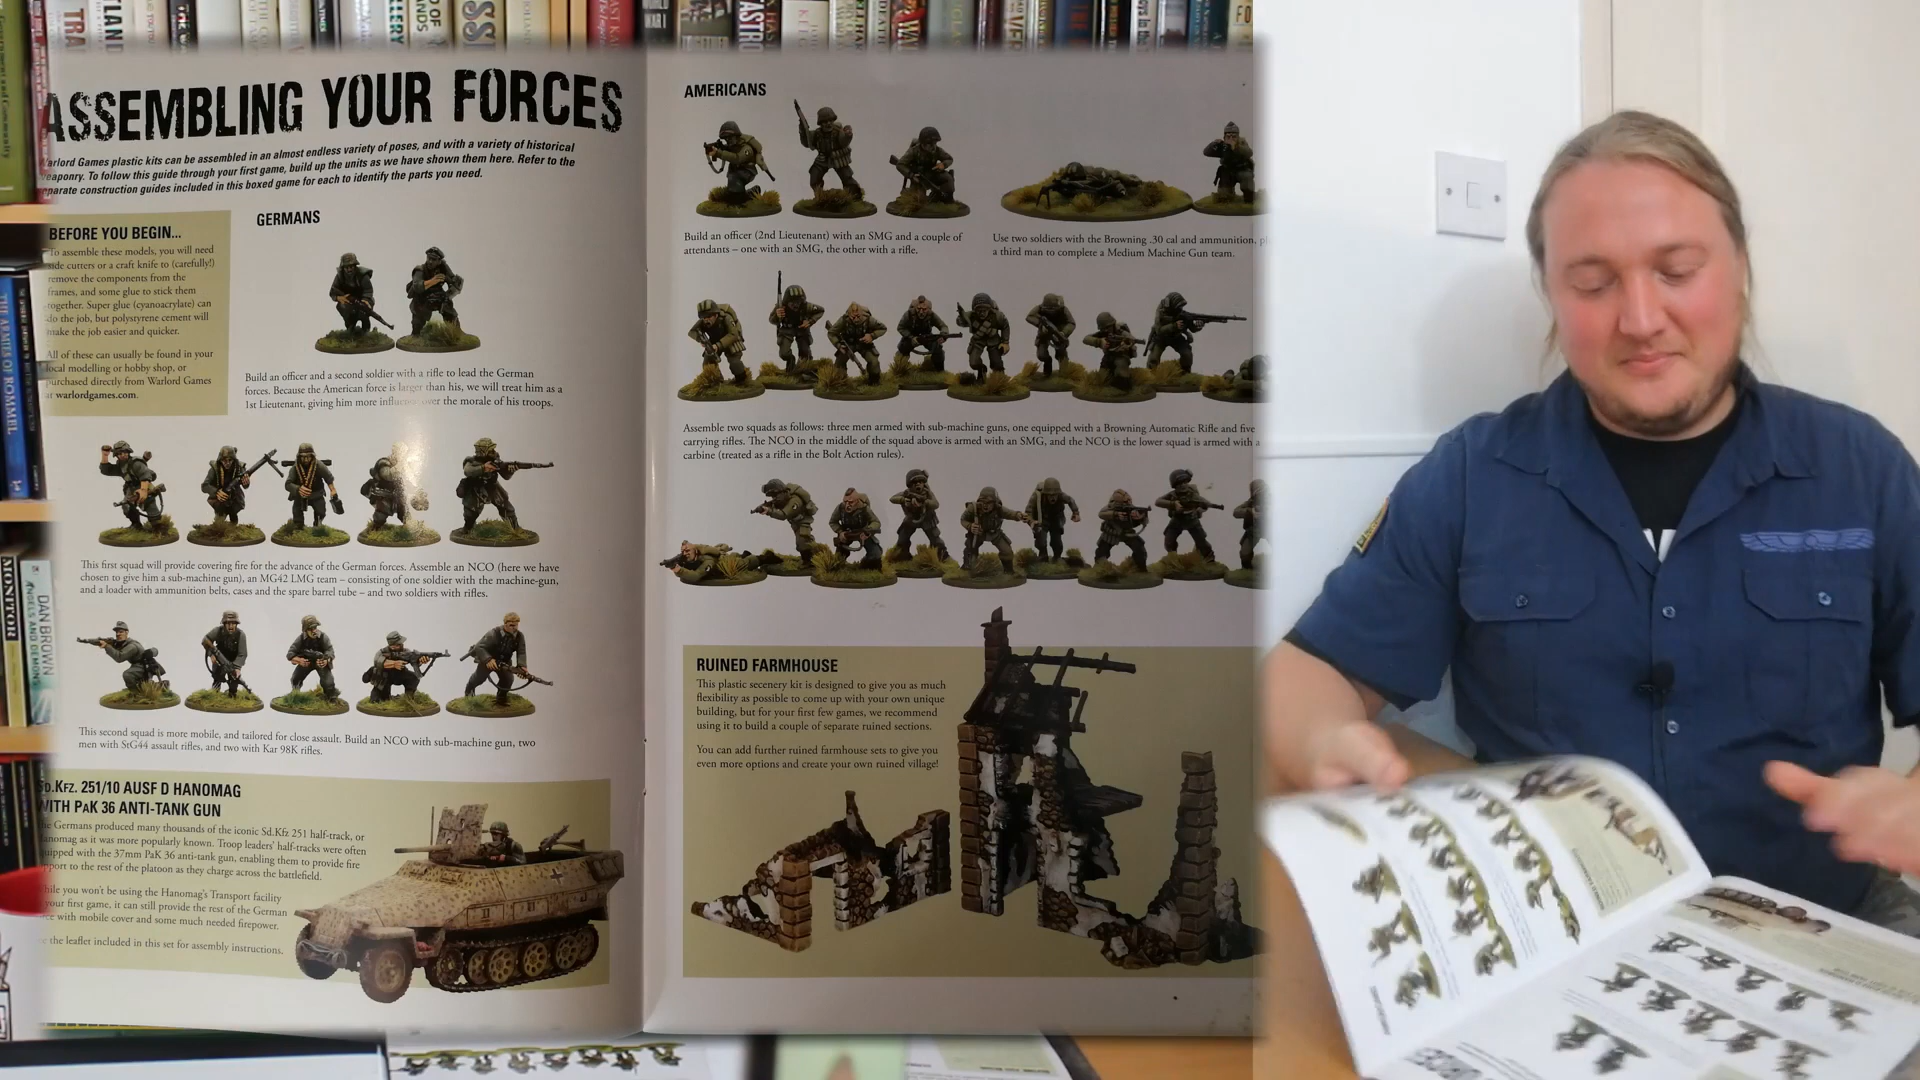 ASSEMBLING YOUR FORCES
Warlord Games plastic kits can be assembled in an almost endless variety of poses, and with a variety of historical
weaponry. To follow this guide through your first game, build up the units as we have shown them here. Refer to the
separate construction guides included in this boxed game for each to identify the parts you need.
BEFORE YOU BEGIN...
To assemble these models, you will need
side cutters or a craft knife to (carefully!)
remove the components from the
frames, and some glue to stick them
together. Super glue (cyanoacrylate) can
do the job, but polystyrene cement will
make the job easier and quicker.
All of these can usually be found in your
local modelling or hobby shop, or
purchased directly from Warlord Games
at warlordgames.com.
GERMANS
Build an officer and a second soldier with a rifle to lead the German
forces. Because the American force is larger than his, we will treat him as a
1st Lieutenant, giving him more influence over the morale of his troops.
This first squad will provide covering fire for the advance of the German forces. Assemble an NCO (here we have
chosen to give him a sub-machine gun), an MG42 LMG team – consisting of one soldier with the machine-gun,
and a loader with ammunition belts, cases and the spare barrel tube – and two soldiers with rifles.
This second squad is more mobile, and tailored for close assault. Build an NCO with sub-machine gun, two
men with StG44 assault rifles, and two with Kar 98K rifles.
Sd.Kfz. 251/10 AUSF D HANOMAG
WITH PaK 36 ANTI-TANK GUN
The Germans produced many thousands of the iconic Sd.Kfz 251 half-track, or
Hanomag as it was more popularly known. Troop leaders' half-tracks were often
equipped with the 37mm PaK 36 anti-tank gun, enabling them to provide fire
support to the rest of the platoon as they charge across the battlefield.
While you won't be using the Hanomag's Transport facility
your first game, it can still provide the rest of the German
with mobile cover and some much needed firepower.
the leaflet included in this set for assembly instructions.
AMERICANS
Build an officer (2nd Lieutenant) with an SMG and a couple of
attendants – one with an SMG, the other with a rifle.
Use two soldiers with the Browning .30 cal and ammunition,
a third man to complete a Medium Machine Gun team.
Assemble two squads as follows: three men armed with sub-machine guns, one equipped with a Browning Automatic Rifle and five
carrying rifles. The NCO in the middle of the squad above is armed with an SMG, and the NCO is the lower squad is armed with a
carbine (treated as a rifle in the Bolt Action rules).
RUINED FARMHOUSE
This plastic secenery kit is designed to give you as much
flexibility as possible to come up with your own unique
building, but for your first few games, we recommend
using it to build a couple of separate ruined sections.
You can add further ruined farmhouse sets to give you
even more options and create your own ruined village!
THE ARMIES OF ROMMEL
MONITOR
DAN BROWN
ANGELS AND DEMONS